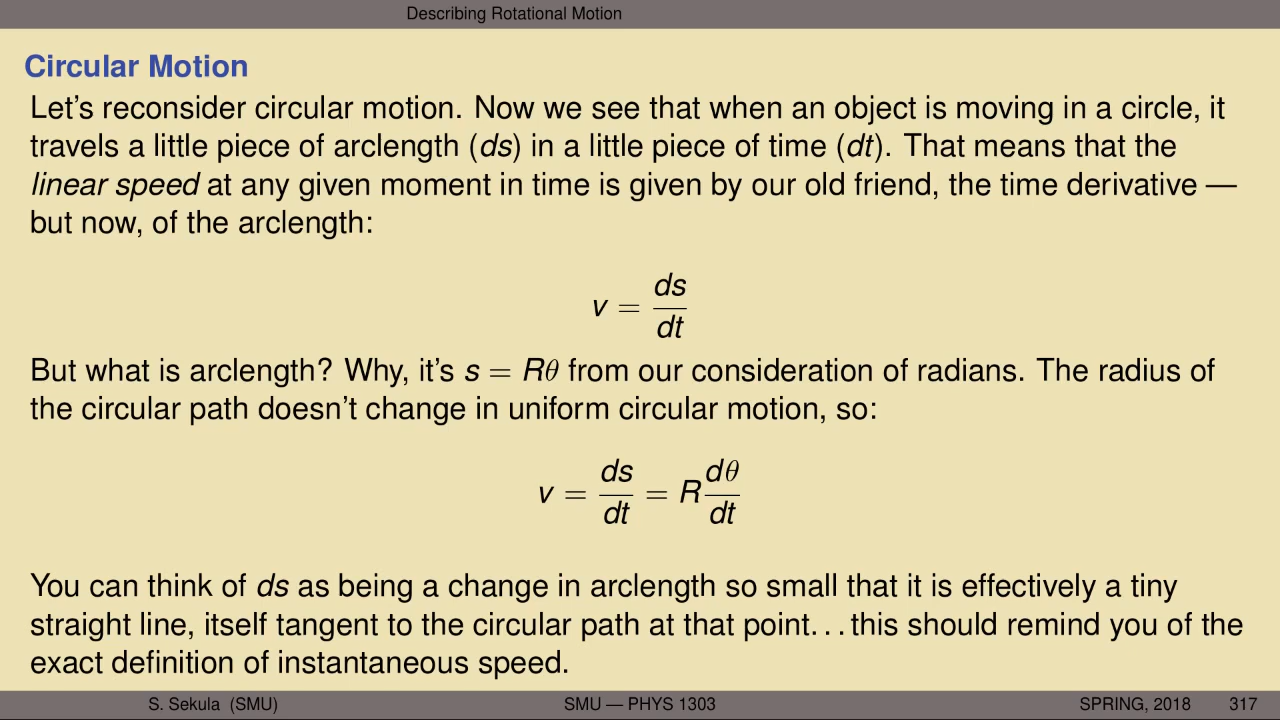 Describing Rotational Motion
Circular Motion
Let's reconsider circular motion. Now we see that when an object is moving in a circle, it
travels a little piece of arclength (ds) in a little piece of time (dt). That means that the
linear speed at any given moment in time is given by our old friend, the time derivative —
but now, of the arclength:
v = ds/dt
But what is arclength? Why, it's s = Rθ from our consideration of radians. The radius of
the circular path doesn't change in uniform circular motion, so:
v = ds/dt = R dθ/dt
You can think of ds as being a change in arclength so small that it is effectively a tiny
straight line, itself tangent to the circular path at that point. . . this should remind you of the
exact definition of instantaneous speed.
S. Sekula (SMU) SMU — PHYS 1303 SPRING, 2018 317